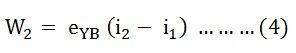 W₂ = e_YB (i₂ – i₁) … … … (4)